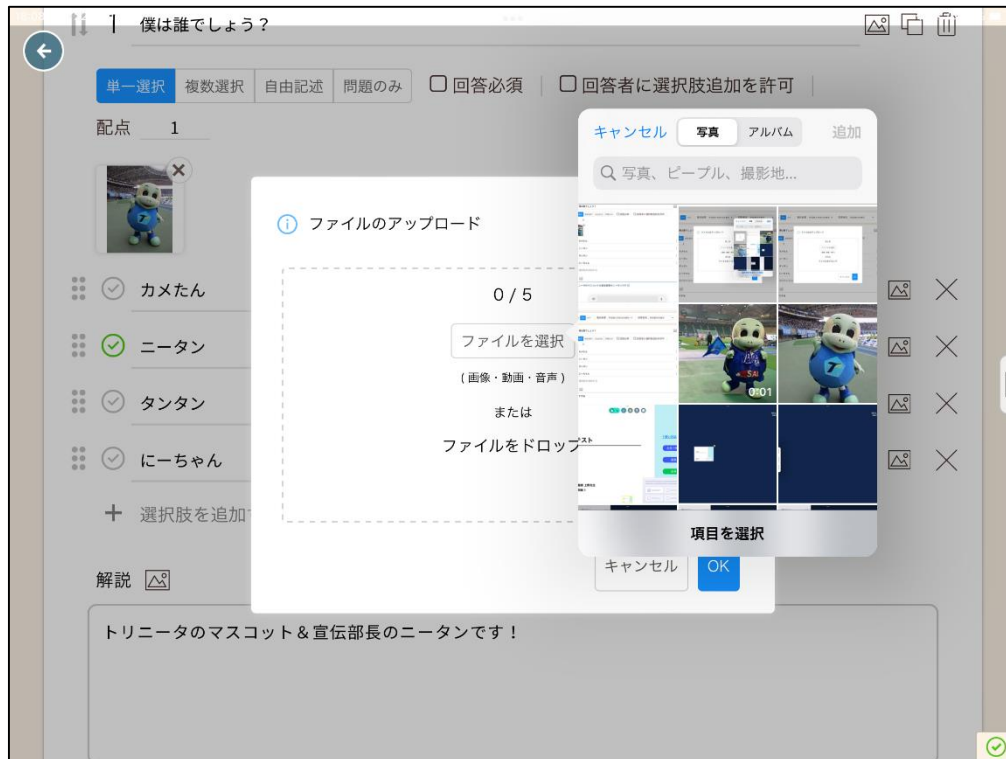 1 僕は誰でしょう？
単一選択 複数選択 自由記述 問題のみ 回答必須 回答者に選択肢追加を許可
配点 1
カメたん
ニータン
タンタン
にーちゃん
選択肢を追加
解説
トリニータのマスコット＆宣伝部長のニータンです！
ファイルのアップロード
0 / 5
ファイルを選択
(画像・動画・音声)
または
ファイルをドロップ
キャンセル OK
キャンセル 写真 アルバム 追加
写真、ピープル、撮影地...
0:01
項目を選択